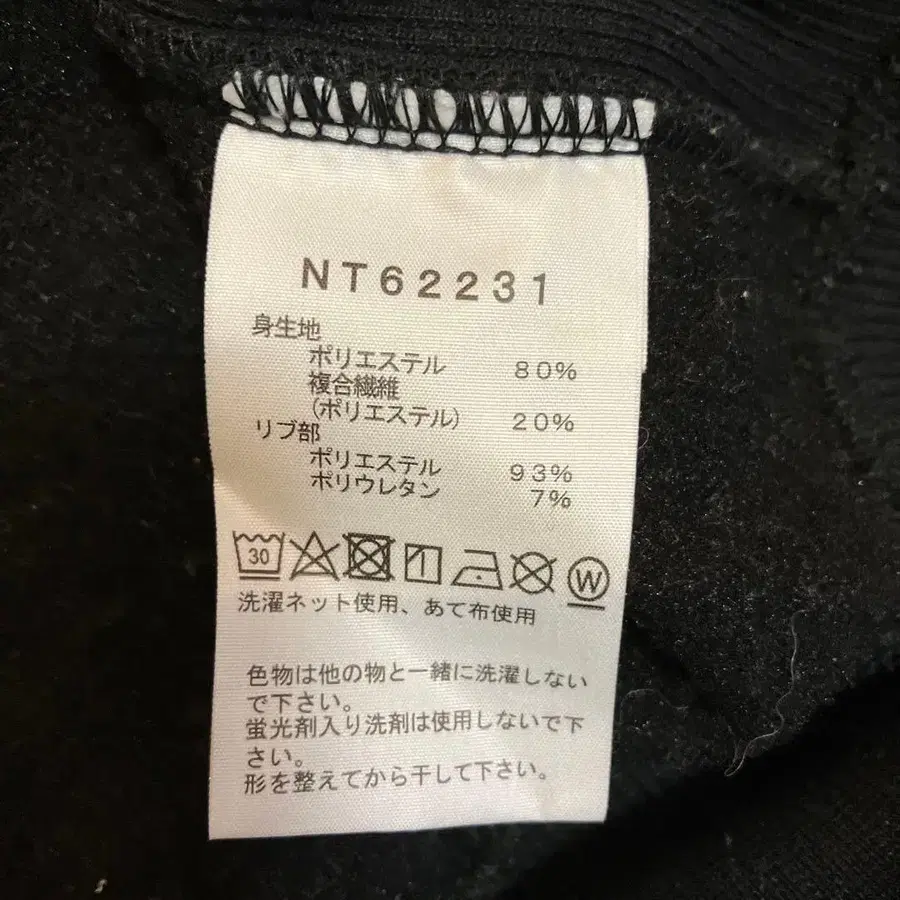 NT62231
身生地
ポリエステル 80%
複合繊維
(ポリエステル) 20%
リブ部
ポリエステル 93%
ポリウレタン 7%
30 W
洗濯ネット使用、あて布使用
色物は他の物と一緒に洗濯しない
で下さい。
蛍光剤入り洗剤は使用しないで下
さい。
形を整えてから干して下さい。